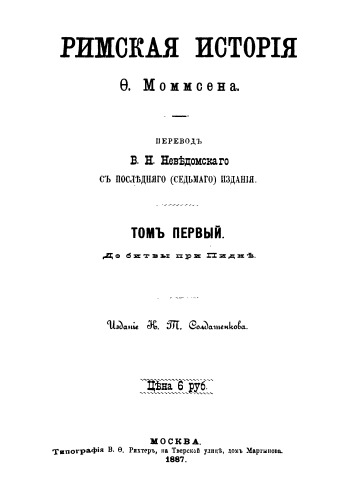 РИМСКАЯ ИСТОРІЯ
Ѳ. Моммсена.
ПЕРЕВОДЪ
В. Н. Невѣдомскаго
СЪ ПОСЛѢДНЯГО (СЕДЬМАГО) ИЗДАНІЯ.
ТОМЪ ПЕРВЫЙ.
До битвы при Пиднѣ.
Изданіе К. Т. Солдатенкова.
Цѣна 6 руб.
МОСКВА.
Типографія В. Ѳ. Рихтеръ, на Тверской улицѣ, домъ Мартынова.
1887.